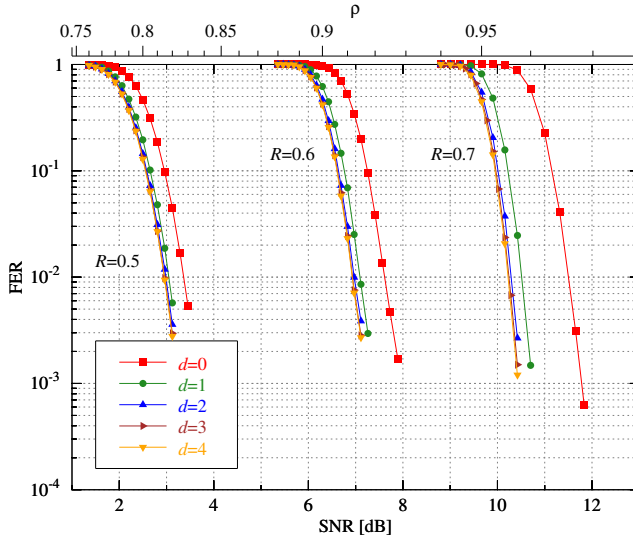 ρ
0.75 0.8 0.85 0.9 0.95
1
10⁻¹
10⁻²
10⁻³
10⁻⁴
FER
R=0.5
R=0.6
R=0.7
d=0
d=1
d=2
d=3
d=4
2 4 6 8 10 12
SNR [dB]